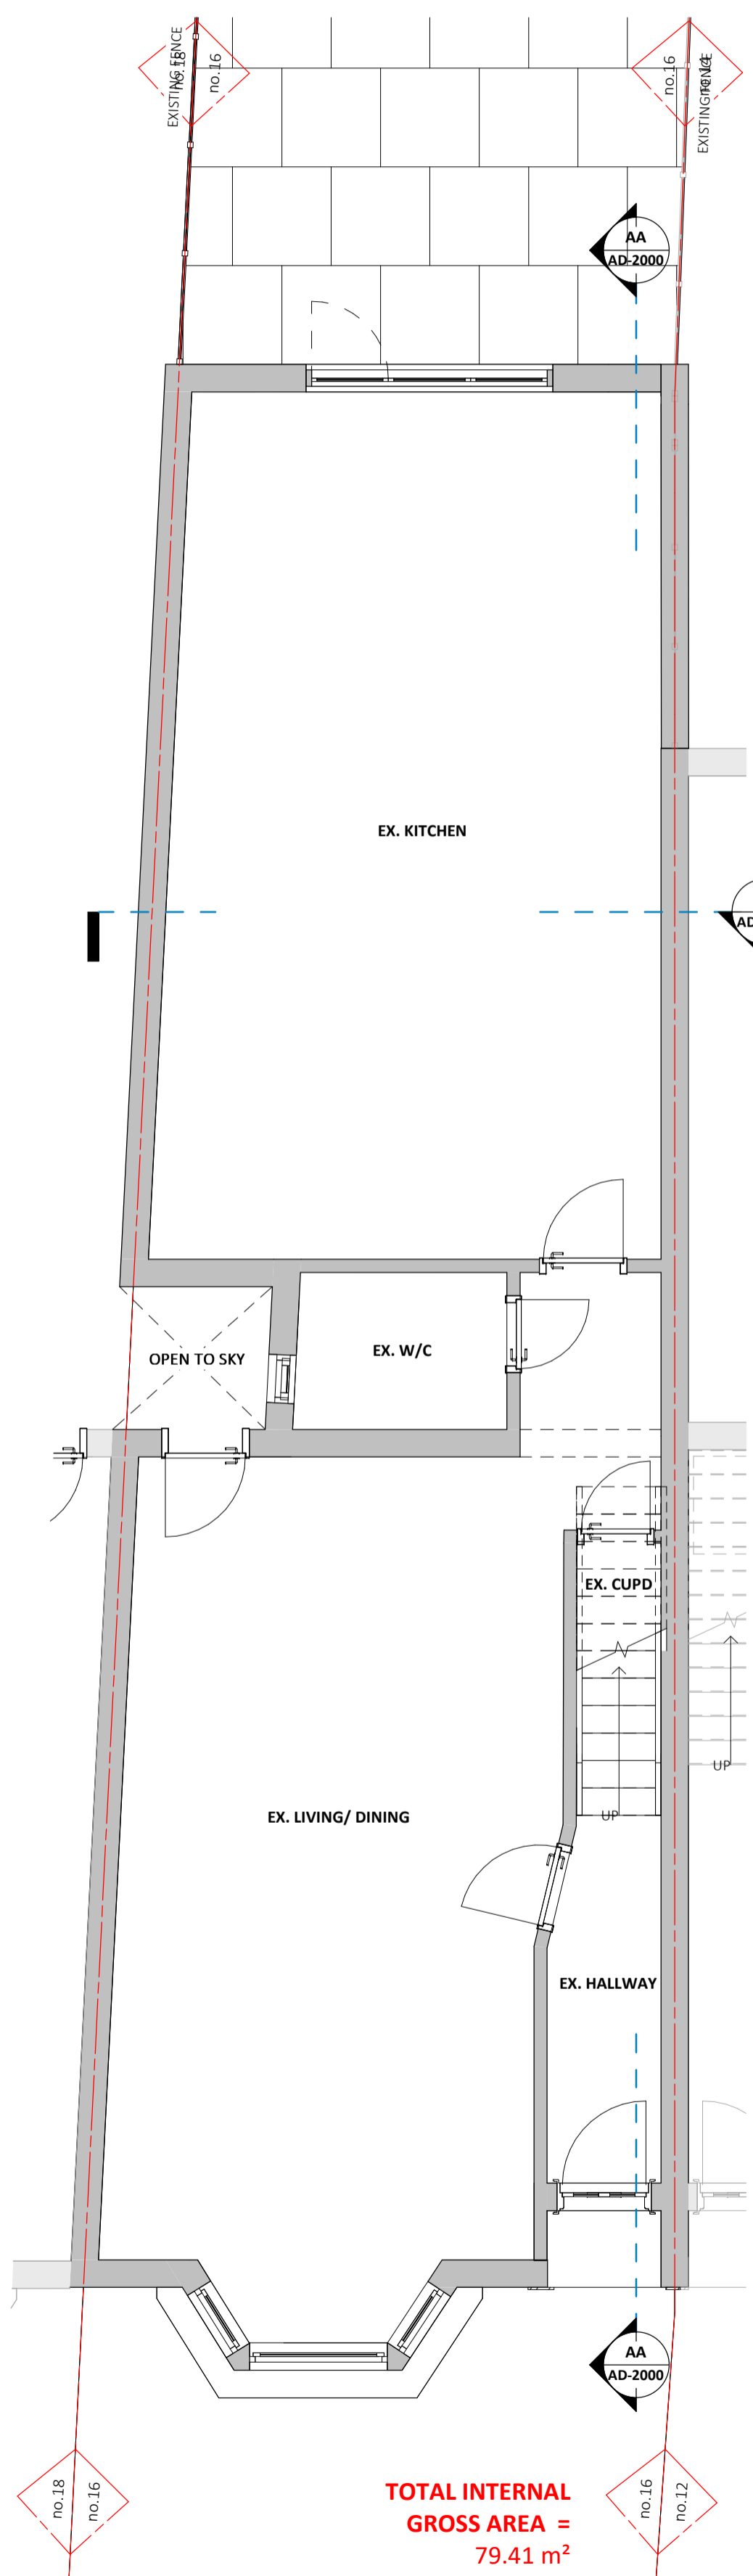 EXISTING FENCE
no.18
no.16
no.16
no.14
EXISTING FENCE
AA
AD-2000
EX. KITCHEN
AD
OPEN TO SKY
EX. W/C
EX. CUPD
UP
UP
EX. LIVING/ DINING
EX. HALLWAY
AA
AD-2000
no.18
no.16
no.16
no.12
TOTAL INTERNAL
GROSS AREA =
79.41 m²